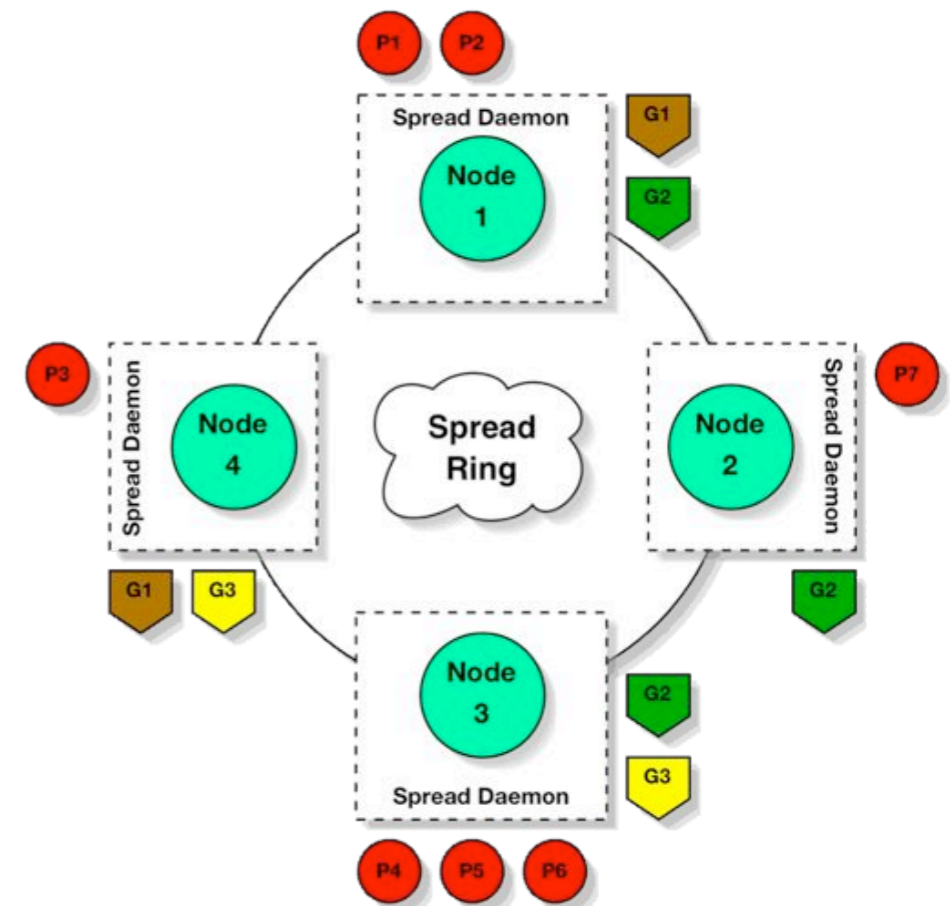 P1
P2
Spread Daemon
Node
1
G1
G2
P3
Spread Daemon
Node
4
G1
G3
Spread
Ring
Node
2
Spread Daemon
P7
G2
Node
3
Spread Daemon
G2
G3
P4
P5
P6